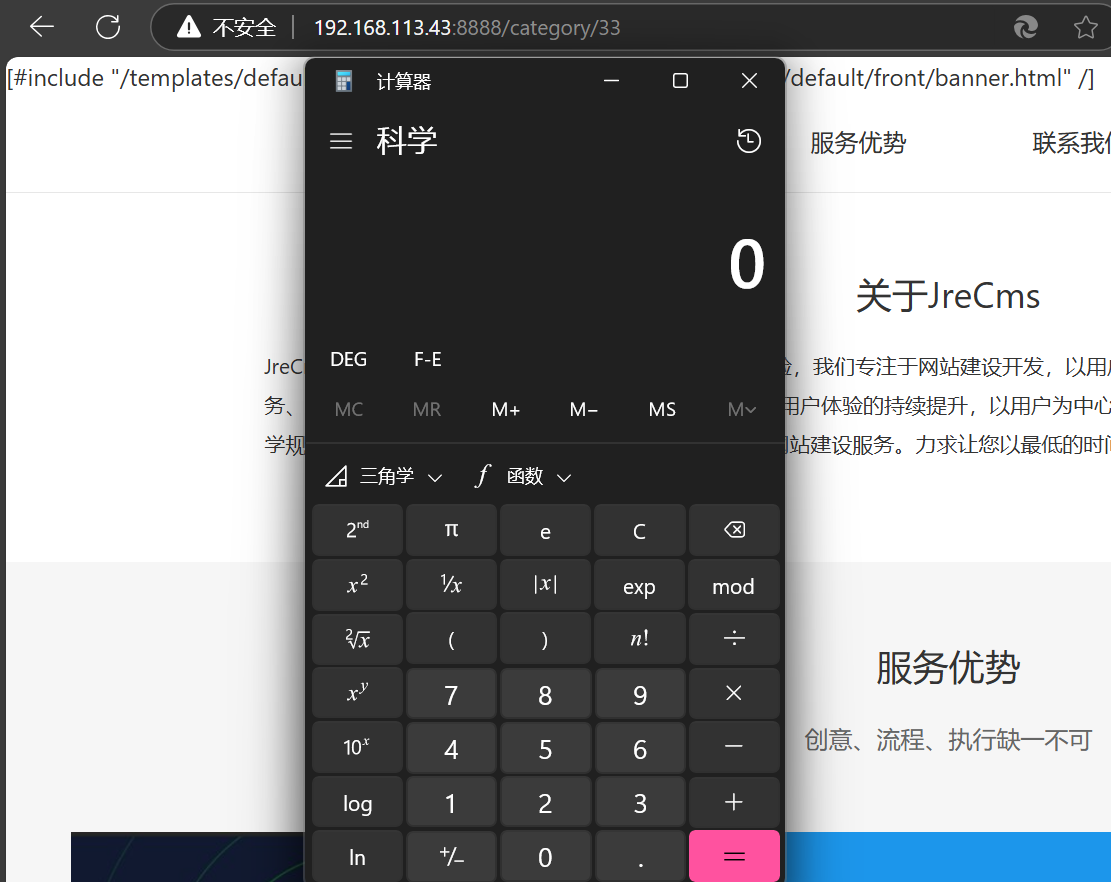 不安全 192.168.113.43:8888/category/33
[#include "/templates/defau
/default/front/banner.html" /]
服务优势
联系我们
关于JreCms
JreC
我们专注于网站建设开发，以用户
务、
用户体验的持续提升，以用户为中心
学规
站建设服务。力求让您以最低的时间
服务优势
创意、流程、执行缺一不可
计算器
科学
0
DEG F-E
MC MR M+ M− MS M
三角学 f 函数
2nd π e C
x² ¹/x |x| exp mod
²√x ( ) n! ÷
xʸ 7 8 9 ×
10ˣ 4 5 6 −
log 1 2 3 +
ln +/− 0 . =